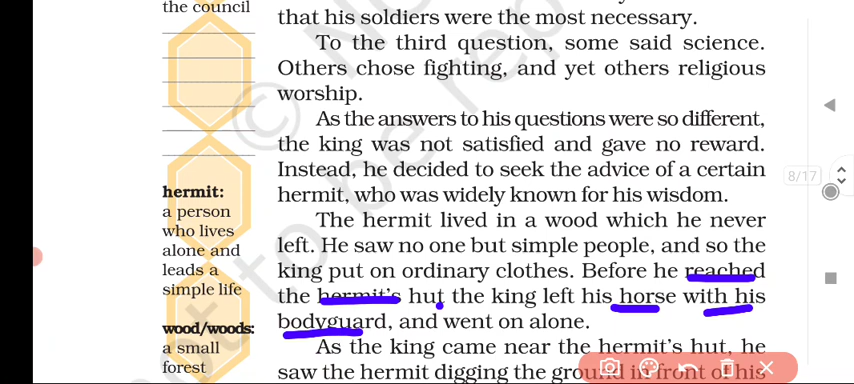 the council
that his soldiers were the most necessary.
To the third question, some said science.
Others chose fighting, and yet others religious
worship.
As the answers to his questions were so different,
the king was not satisfied and gave no reward.
Instead, he decided to seek the advice of a certain
hermit, who was widely known for his wisdom.
The hermit lived in a wood which he never
left. He saw no one but simple people, and so the
king put on ordinary clothes. Before he reached
the hermit's hut the king left his horse with his
bodyguard, and went on alone.
As the king came near the hermit's hut, he
saw the hermit digging the ground in front of his
hermit:
a person
who lives
alone and
leads a
simple life
wood/woods:
a small
forest
8/17
© N
not to be rep